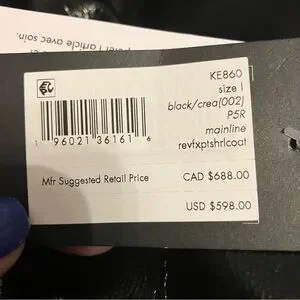 l'article avec soin.
KE860
size l
black/crea(002)
P5R
mainline
revfxptshrlcoat
1 96021 36161 6
Mfr Suggested Retail Price
CAD $688.00
USD $598.00